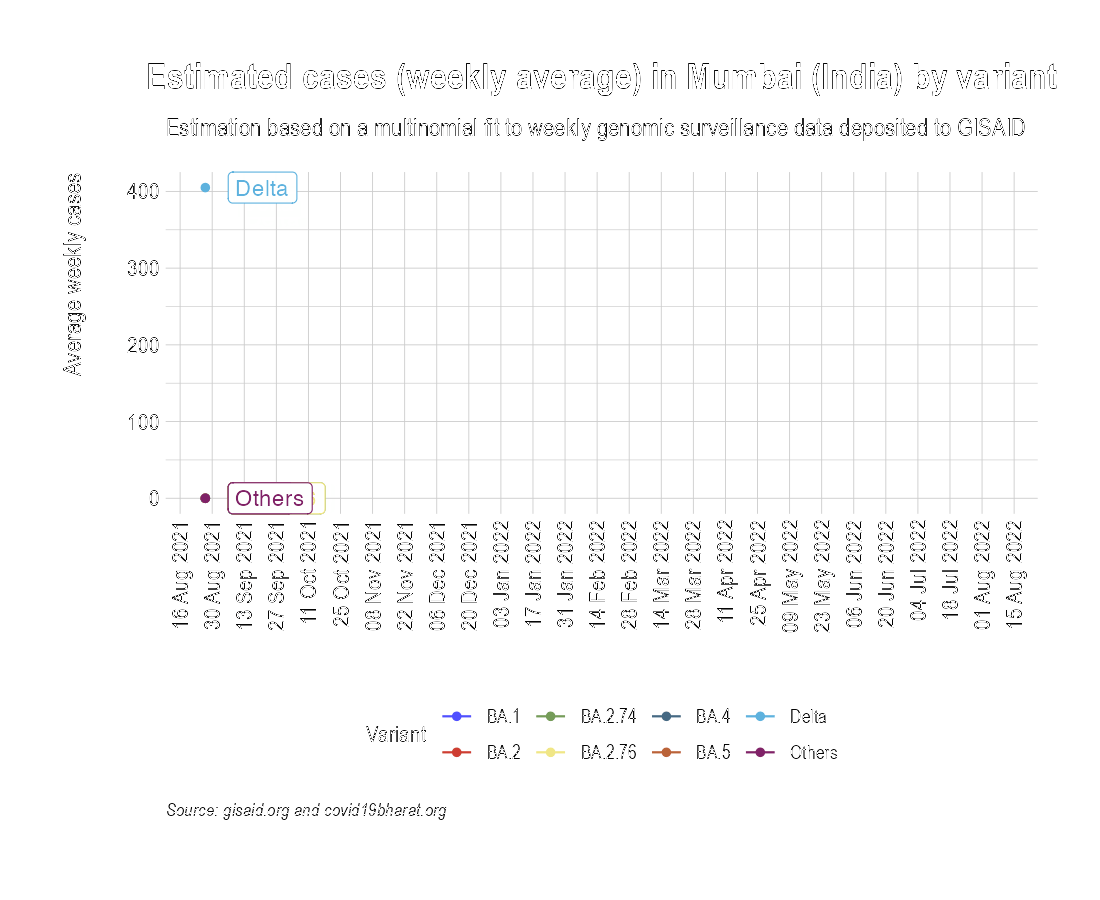 Estimated cases (weekly average) in Mumbai (India) by variant
Estimation based on a multinomial fit to weekly genomic surveillance data deposited to GISAID
Average weekly cases
400
300
200
100
0
Delta
Others
16 Aug 2021
30 Aug 2021
13 Sep 2021
27 Sep 2021
11 Oct 2021
25 Oct 2021
08 Nov 2021
22 Nov 2021
06 Dec 2021
20 Dec 2021
03 Jan 2022
17 Jan 2022
31 Jan 2022
14 Feb 2022
28 Feb 2022
14 Mar 2022
28 Mar 2022
11 Apr 2022
25 Apr 2022
09 May 2022
23 May 2022
06 Jun 2022
20 Jun 2022
04 Jul 2022
18 Jul 2022
01 Aug 2022
15 Aug 2022
Variant
BA.1 BA.2.74 BA.4 Delta
BA.2 BA.2.76 BA.5 Others
Source: gisaid.org and covid19bharat.org